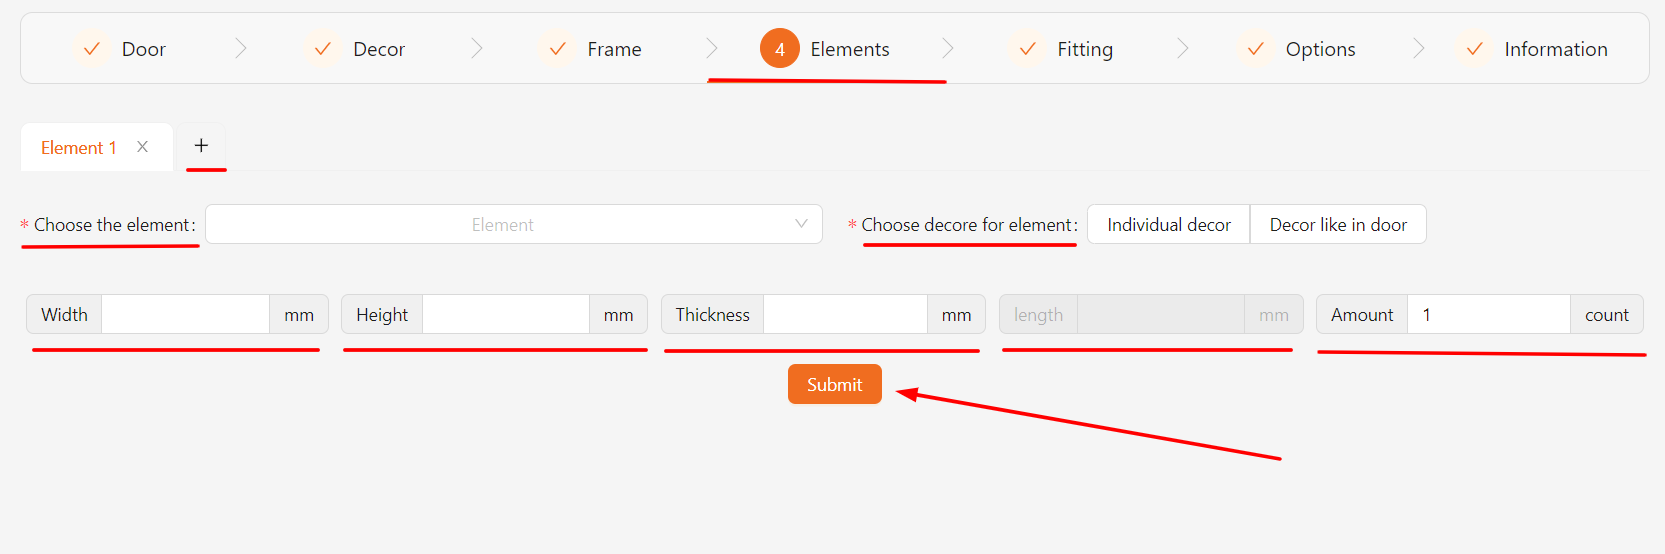 Door Decor Frame 4 Elements Fitting Options Information
Element 1 X +
* Choose the element: Element * Choose decore for element: Individual decor Decor like in door
Width mm Height mm Thickness mm length mm Amount 1 count
Submit